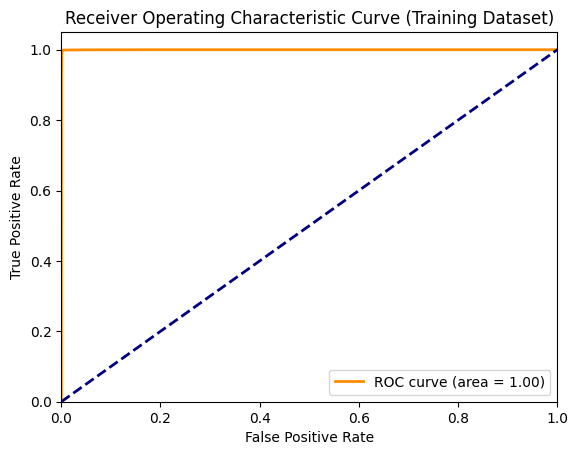 Receiver Operating Characteristic Curve (Training Dataset)
True Positive Rate
1.0
0.8
0.6
0.4
0.2
0.0
0.0 0.2 0.4 0.6 0.8 1.0
False Positive Rate
ROC curve (area = 1.00)